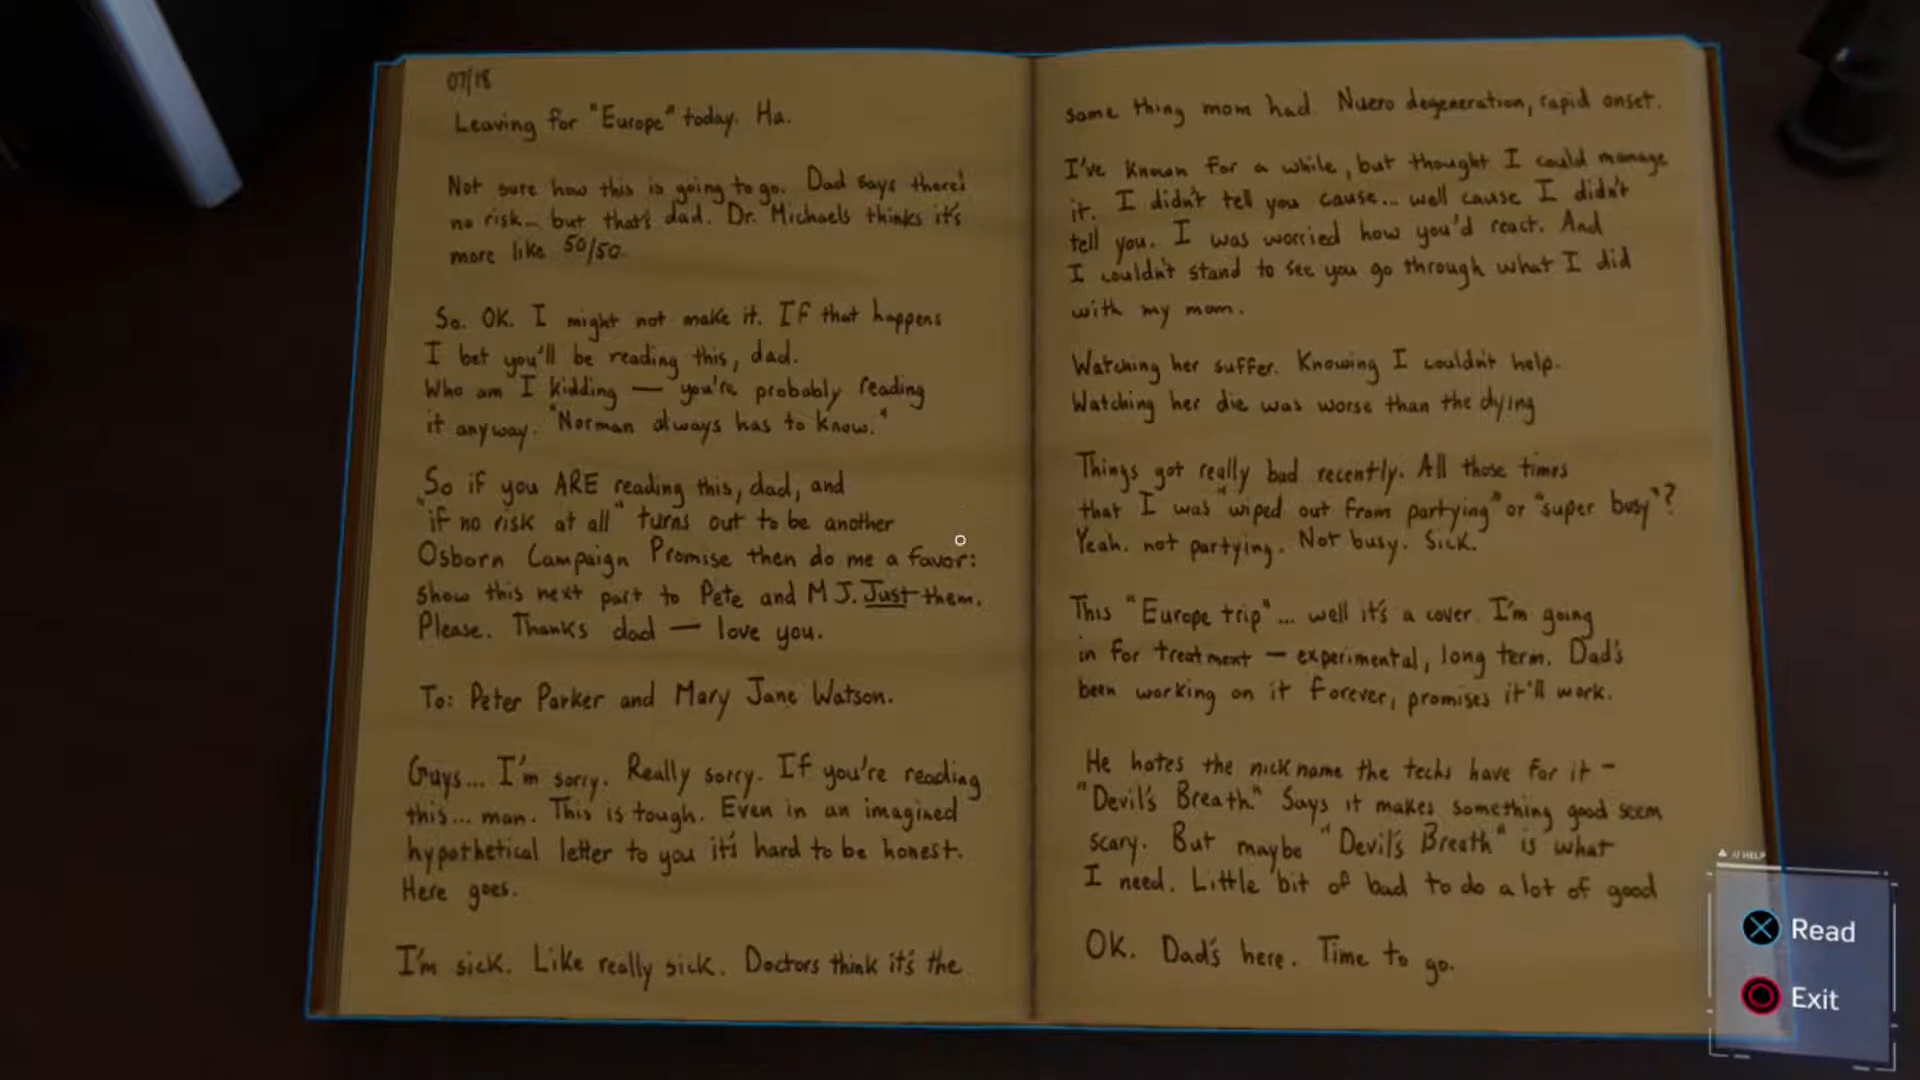 07/18
Leaving for "Europe" today. Ha.
Not sure how this is going to go. Dad says there's
no risk... but that's dad. Dr. Michaels thinks it's
more like 50/50.
So. OK. I might not make it. If that happens
I bet you'll be reading this, dad.
Who am I kidding — you're probably reading
it anyway. "Norman always has to know."
So if you ARE reading this, dad, and
"if no risk at all" turns out to be another
Osborn Campaign Promise then do me a favor:
show this next part to Pete and MJ. Just them.
Please. Thanks dad — love you.
To: Peter Parker and Mary Jane Watson.
Guys... I'm sorry. Really sorry. If you're reading
this... man. This is tough. Even in an imagined
hypothetical letter to you it's hard to be honest.
Here goes.
I'm sick. Like really sick. Doctors think it's the
same thing mom had. Nuero degeneration, rapid onset.
I've known for a while, but thought I could manage
it. I didn't tell you cause... well cause I didn't
tell you. I was worried how you'd react. And
I couldn't stand to see you go through what I did
with my mom.
Watching her suffer. Knowing I couldn't help.
Watching her die was worse than the dying
Things got really bad recently. All those times
that I was "wiped out from partying" or "super busy"?
Yeah. not partying. Not busy. Sick.
This "Europe trip"... well it's a cover. I'm going
in for treatment — experimental, long term. Dad's
been working on it forever, promises it'll work.
He hates the nickname the techs have for it -
"Devil's Breath." Says it makes something good seem
scary. But maybe "Devil's Breath" is what
I need. Little bit of bad to do a lot of good
OK. Dad's here. Time to go.
// HELP
Read
Exit